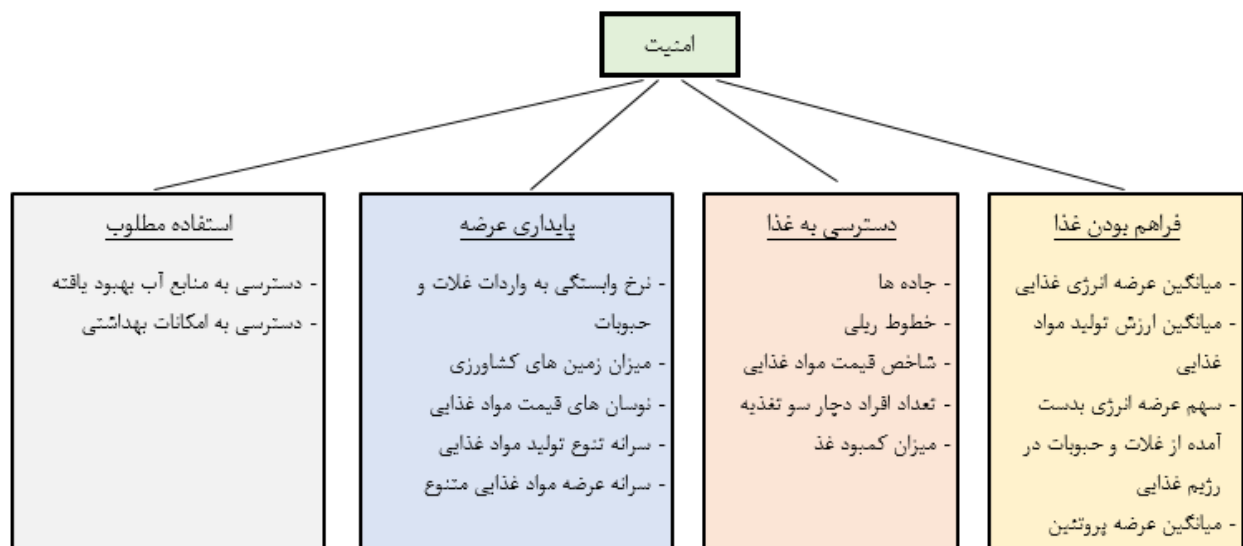 امنیت
فراهم بودن غذا
- میانگین عرضه انرژی غذایی
- میانگین ارزش تولید مواد
غذایی
- سهم عرضه انرژی بدست
آمده از غلات و حبوبات در
رژیم غذایی
- میانگین عرضه پروتئین
دسترسی به غذا
- جاده ها
- خطوط ریلی
- شاخص قیمت مواد غذایی
- تعداد افراد دچار سو تغذیه
- میزان کمبود غذ
پایداری عرضه
- نرخ وابستگی به واردات غلات و
حبوبات
- میزان زمین های کشاورزی
- نوسان های قیمت مواد غذایی
- سرانه تنوع تولید مواد غذایی
- سرانه عرضه مواد غذایی متنوع
استفاده مطلوب
- دسترسی به منابع آب بهبود یافته
- دسترسی به امکانات بهداشتی